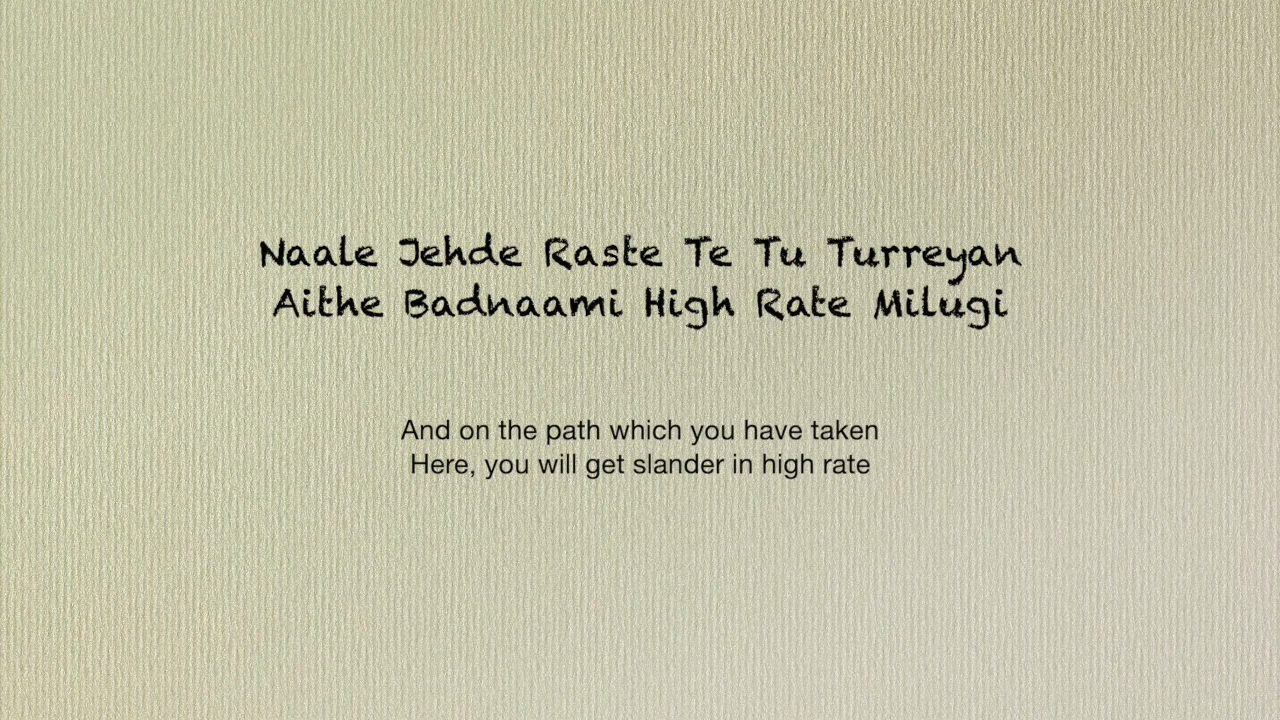 Naale Jehde Raste Te Tu Turreyan
Aithe Badnaami High Rate Milugi
And on the path which you have taken
Here, you will get slander in high rate